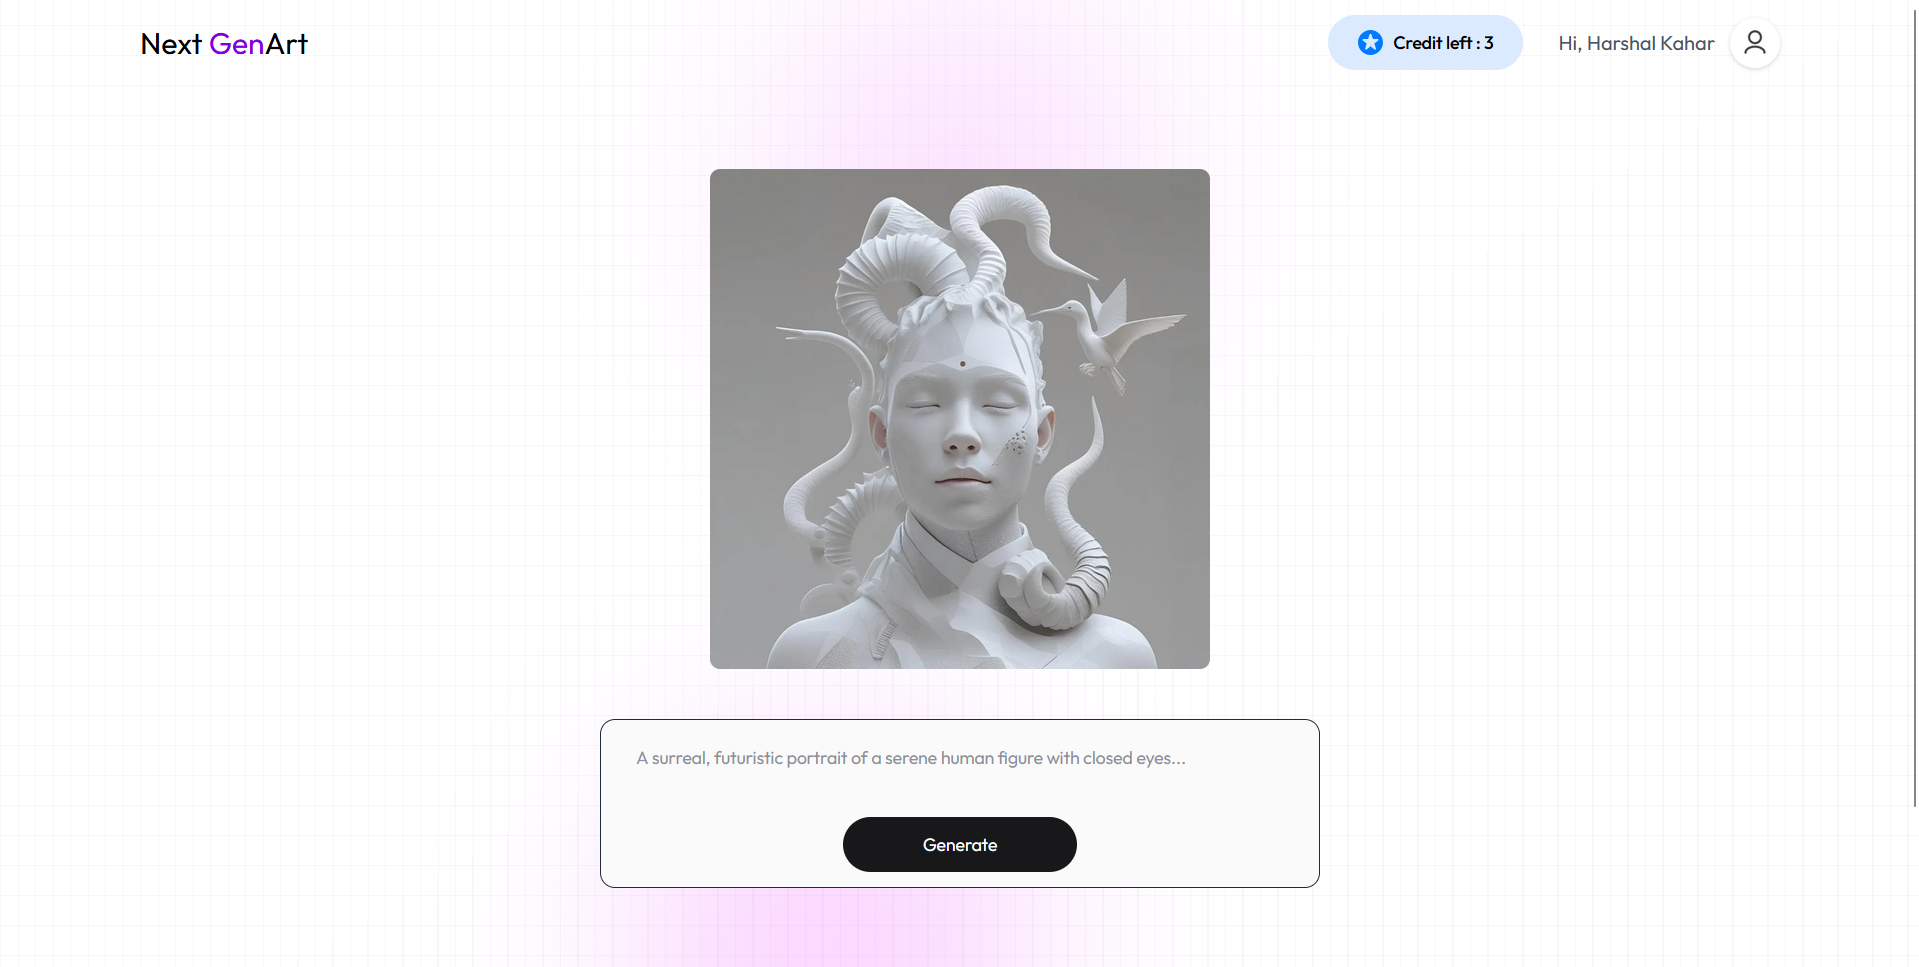 Next GenArt
Credit left : 3
Hi, Harshal Kahar
A surreal, futuristic portrait of a serene human figure with closed eyes...
Generate